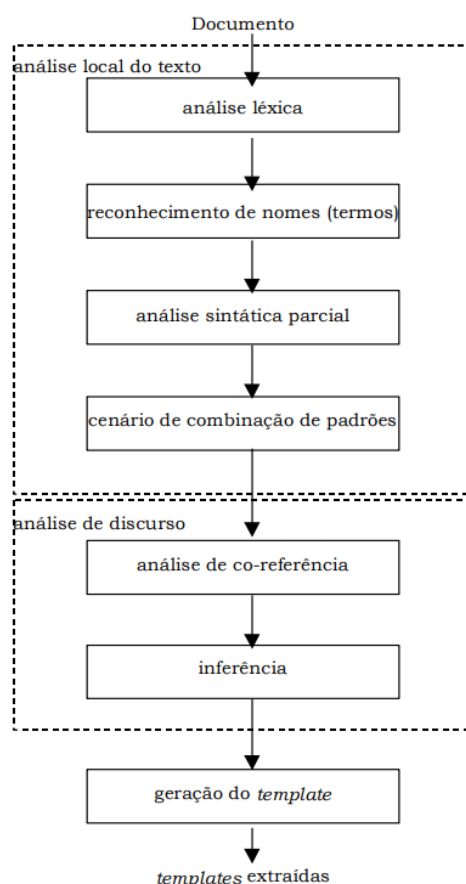 Documento
análise local do texto
análise léxica
reconhecimento de nomes (termos)
análise sintática parcial
cenário de combinação de padrões
análise de discurso
análise de co-referência
inferência
geração do template
templates extraídas